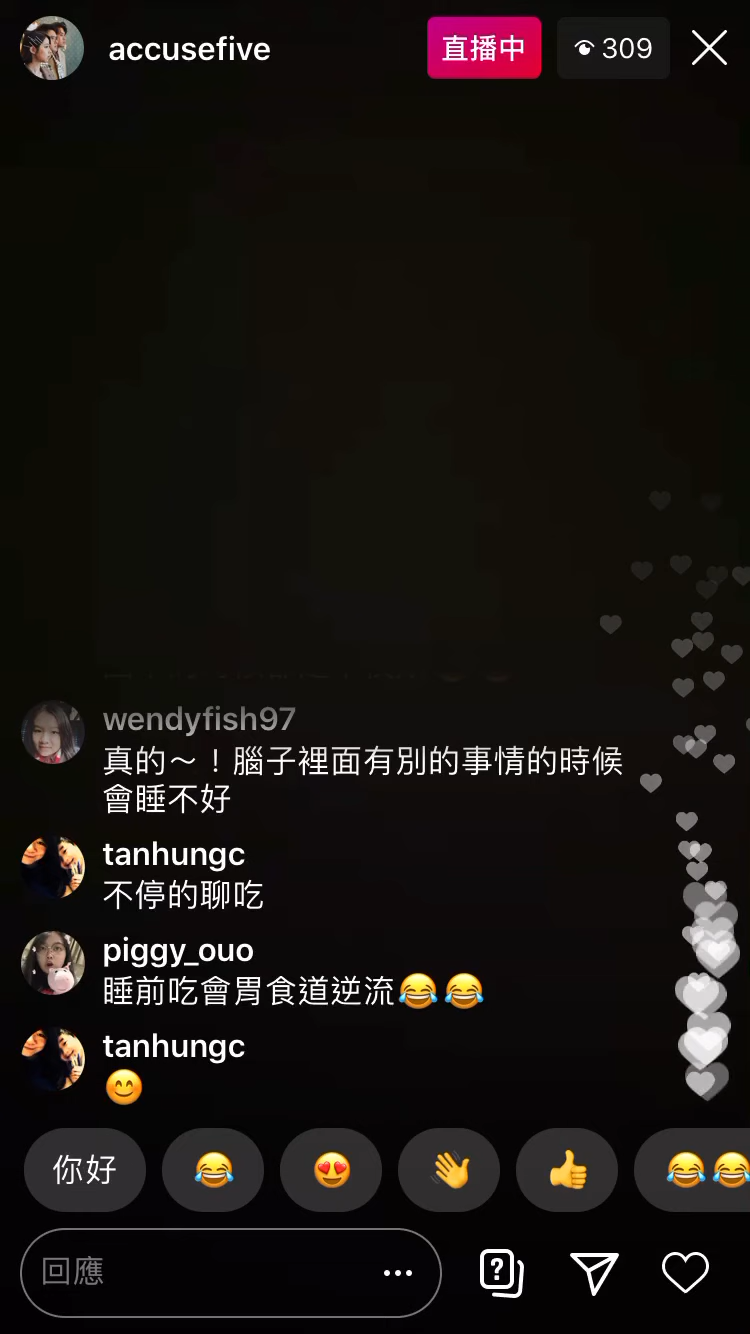 accusefive
直播中
309
wendyfish97
真的～！腦子裡面有別的事情的時候
會睡不好
tanhungc
不停的聊吃
piggy_ouo
睡前吃會胃食道逆流😂😂
tanhungc
😊
你好
😂
😍
👋
👍
😂😂
回應